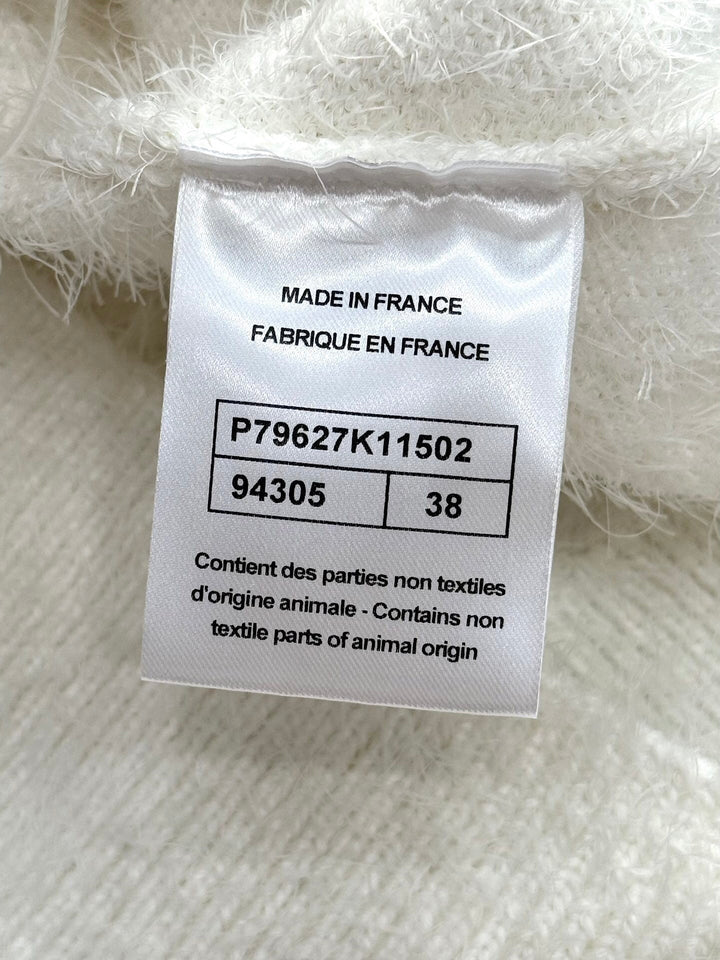 MADE IN FRANCE
FABRIQUE EN FRANCE
P79627K11502
94305 38
Contient des parties non textiles
d'origine animale - Contains non
textile parts of animal origin